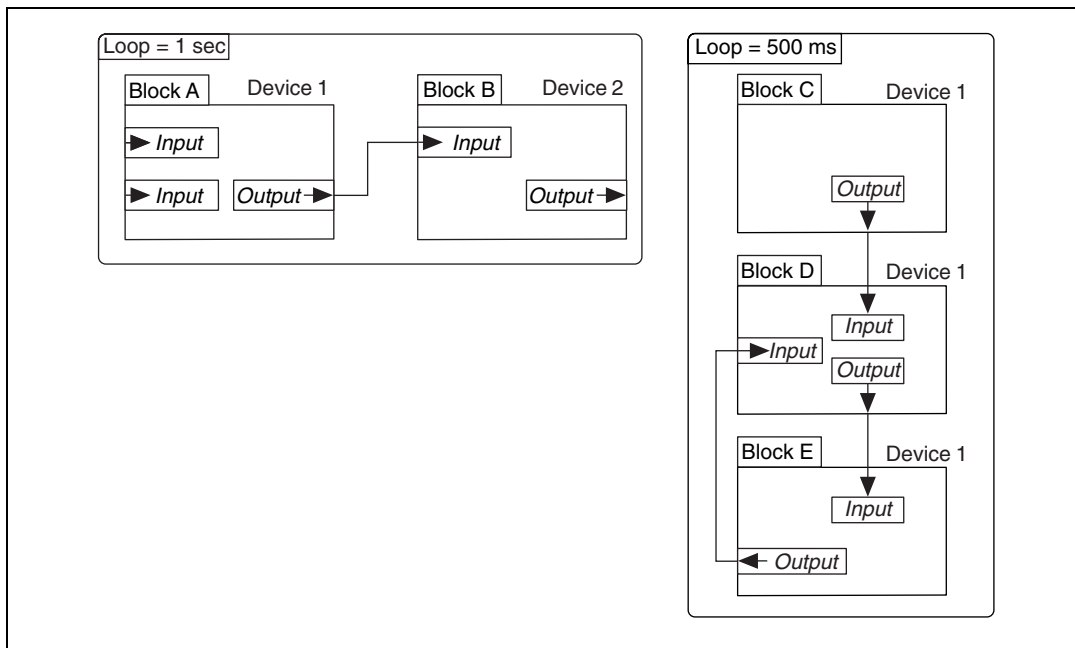 Loop = 1 sec
Block A
Device 1
Input
Input
Output
Block B
Device 2
Input
Output
Loop = 500 ms
Block C
Device 1
Output
Block D
Device 1
Input
Input
Output
Block E
Device 1
Input
Output